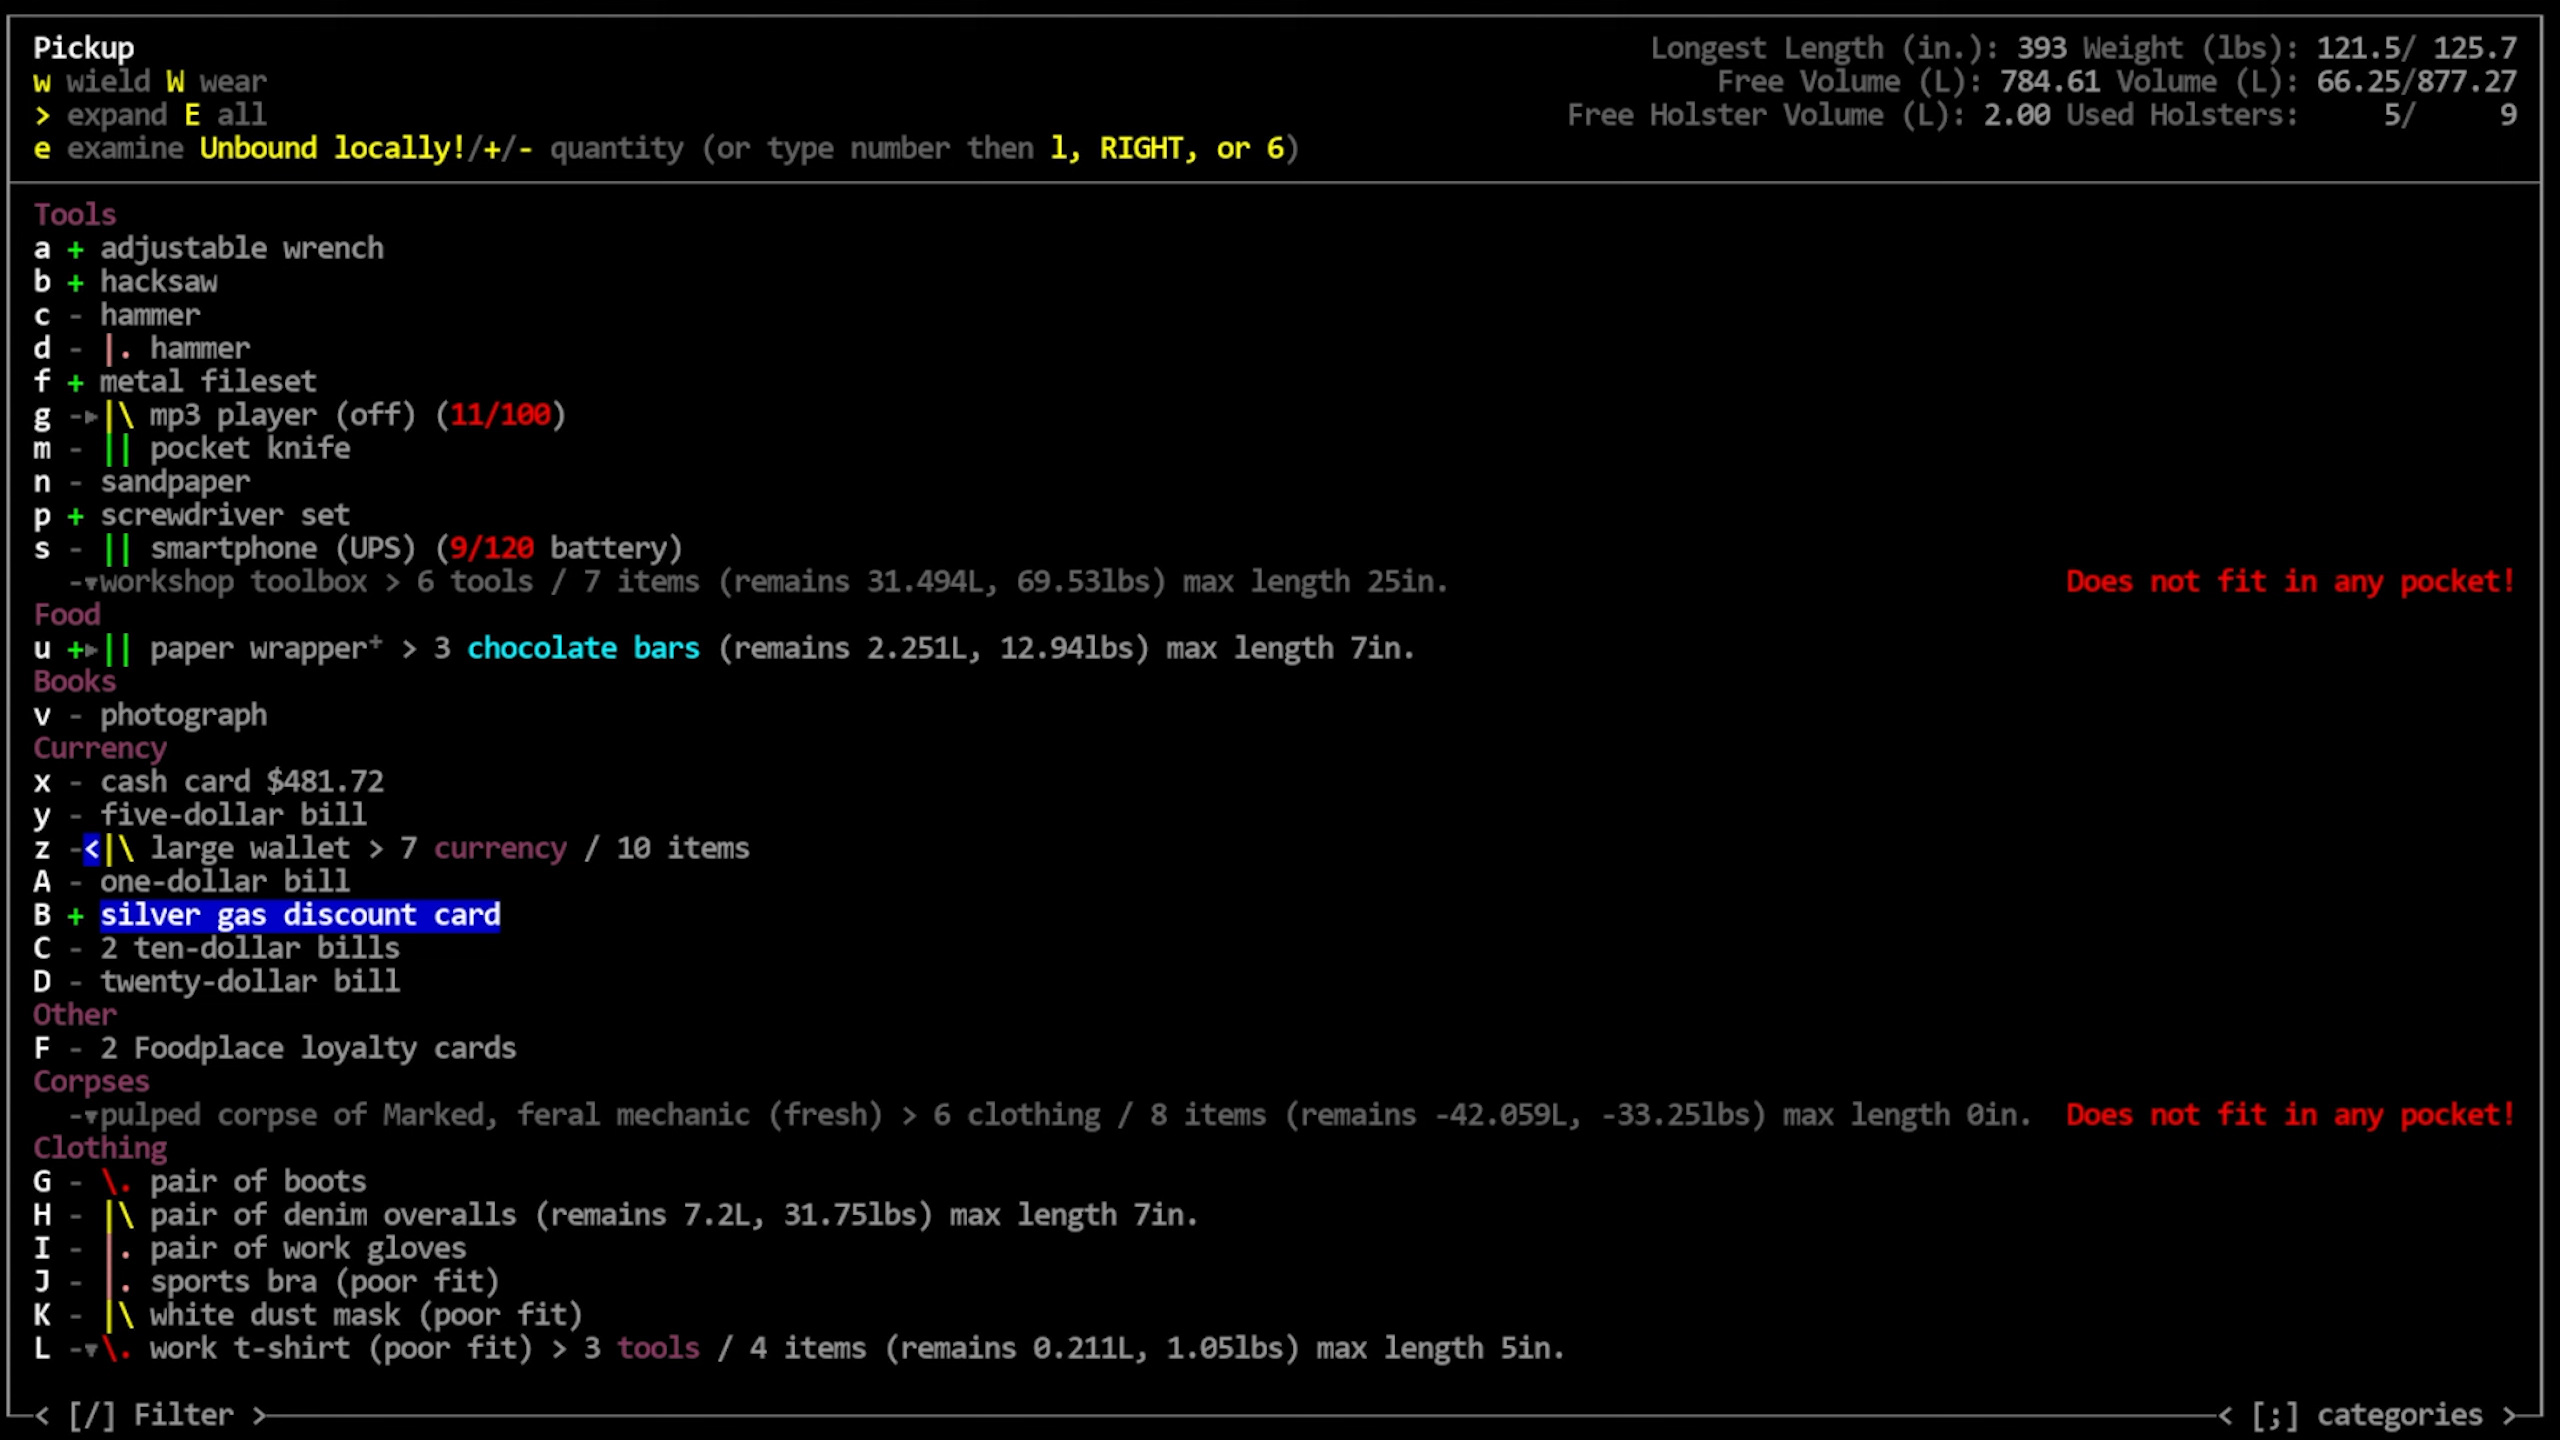 Pickup
Longest Length (in.): 393 Weight (lbs): 121.5/ 125.7
w wield W wear
Free Volume (L): 784.61 Volume (L): 66.25/877.27
> expand E all
Free Holster Volume (L): 2.00 Used Holsters: 5/ 9
e examine Unbound locally!/+/- quantity (or type number then l, RIGHT, or 6)
Tools
a + adjustable wrench
b + hacksaw
c - hammer
d - |. hammer
f + metal fileset
g -▸|\ mp3 player (off) (11/100)
m - || pocket knife
n - sandpaper
p + screwdriver set
s - || smartphone (UPS) (9/120 battery)
-▾workshop toolbox > 6 tools / 7 items (remains 31.494L, 69.53lbs) max length 25in. Does not fit in any pocket!
Food
u +▸|| paper wrapper⁺ > 3 chocolate bars (remains 2.251L, 12.94lbs) max length 7in.
Books
v - photograph
Currency
x - cash card $481.72
y - five-dollar bill
z -<|\ large wallet > 7 currency / 10 items
A - one-dollar bill
B + silver gas discount card
C - 2 ten-dollar bills
D - twenty-dollar bill
Other
F - 2 Foodplace loyalty cards
Corpses
-▾pulped corpse of Marked, feral mechanic (fresh) > 6 clothing / 8 items (remains -42.059L, -33.25lbs) max length 0in. Does not fit in any pocket!
Clothing
G - \. pair of boots
H - |\ pair of denim overalls (remains 7.2L, 31.75lbs) max length 7in.
I - |. pair of work gloves
J - |. sports bra (poor fit)
K - |\ white dust mask (poor fit)
L -▾\. work t-shirt (poor fit) > 3 tools / 4 items (remains 0.211L, 1.05lbs) max length 5in.
< [/] Filter >
< [;] categories >